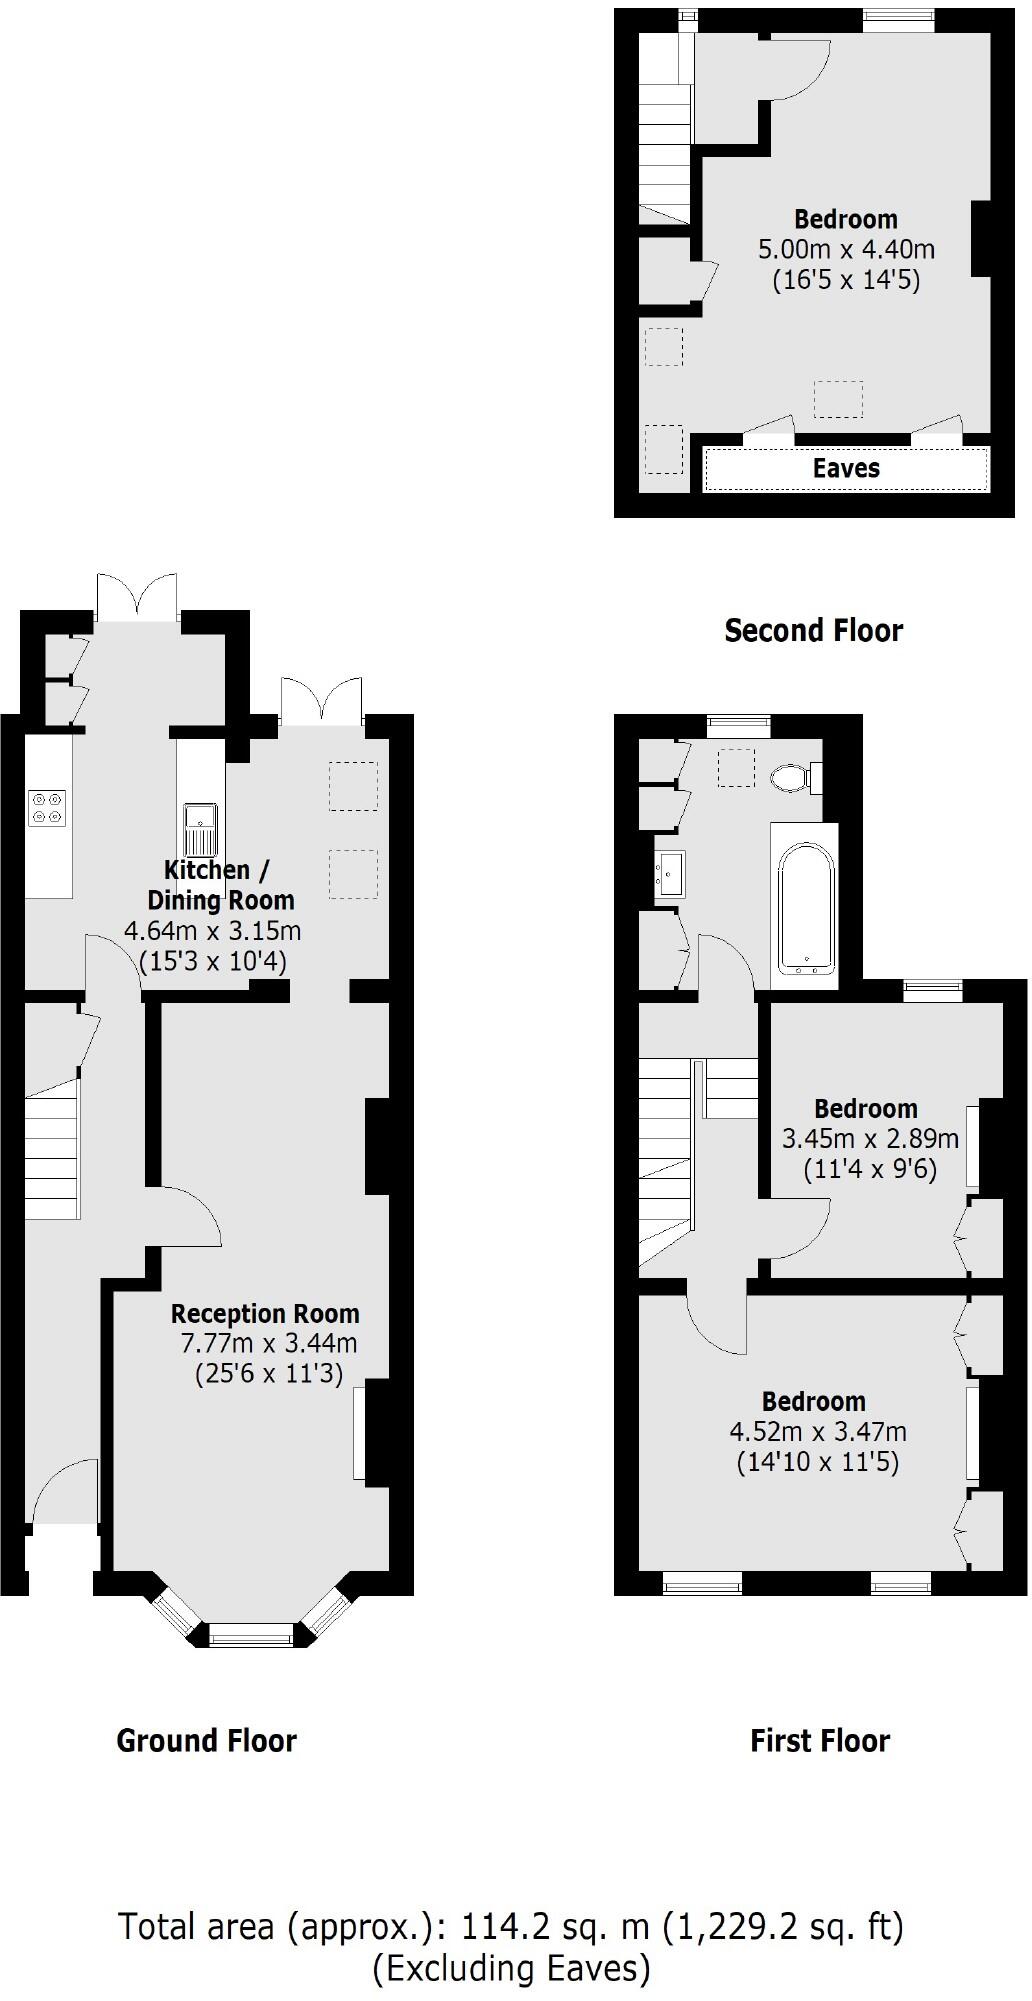 Bedroom
5.00m x 4.40m
(16'5 x 14'5)
Eaves
Second Floor
Kitchen /
Dining Room
4.64m x 3.15m
(15'3 x 10'4)
Reception Room
7.77m x 3.44m
(25'6 x 11'3)
Ground Floor
Bedroom
3.45m x 2.89m
(11'4 x 9'6)
Bedroom
4.52m x 3.47m
(14'10 x 11'5)
First Floor
Total area (approx.): 114.2 sq. m (1,229.2 sq. ft)
(Excluding Eaves)